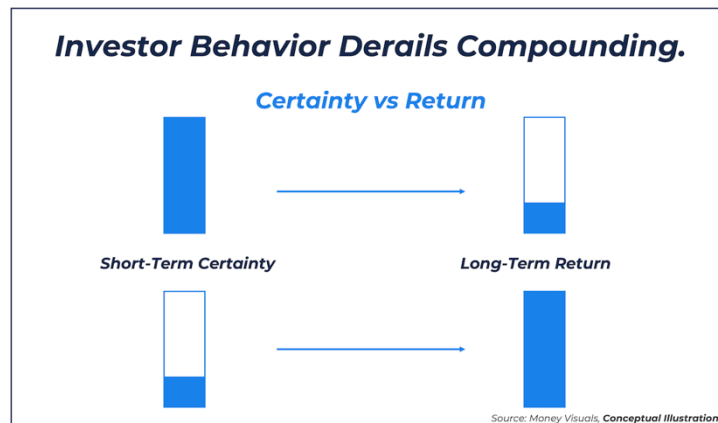 Investor Behavior Derails Compounding.
Certainty vs Return
Short-Term Certainty
Long-Term Return
Source: Money Visuals, Conceptual Illustration